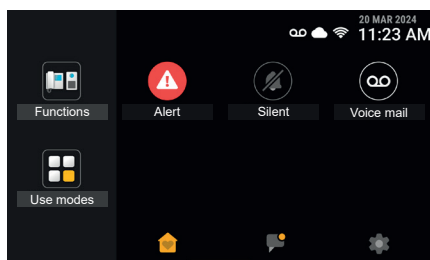 20 MAR 2024
11:23 AM
Functions
Alert
Silent
Voice mail
Use modes